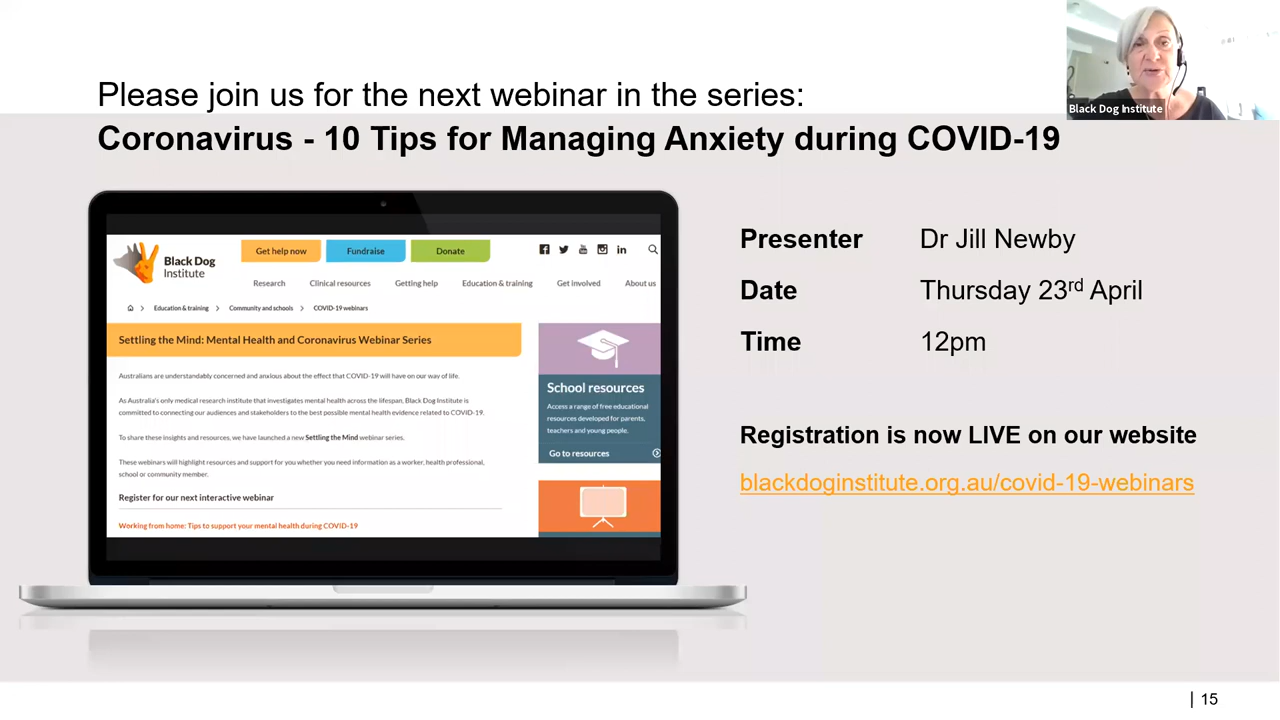 Please join us for the next webinar in the series:
Coronavirus - 10 Tips for Managing Anxiety during COVID-19
Black Dog Institute
Black Dog
Institute
Get help now
Fundraise
Donate
Research
Clinical resources
Getting help
Education & training
Get involved
About us
Education & training > Community and schools > COVID-19 webinars
Settling the Mind: Mental Health and Coronavirus Webinar Series
Australians are understandably concerned and anxious about the effect that COVID-19 will have on our way of life.
As Australia's only medical research institute that investigates mental health across the lifespan, Black Dog Institute is
committed to connecting our audiences and stakeholders to the best possible mental health evidence related to COVID-19.
To share these insights and resources, we have launched a new Settling the Mind webinar series.
These webinars will highlight resources and support for you whether you need information as a worker, health professional,
school or community member.
Register for our next interactive webinar
Working from home: Tips to support your mental health during COVID-19
School resources
Access a range of free educational
resources developed for parents,
teachers and young people.
Go to resources
Presenter Dr Jill Newby
Date Thursday 23rd April
Time 12pm
Registration is now LIVE on our website
blackdoginstitute.org.au/covid-19-webinars
| 15